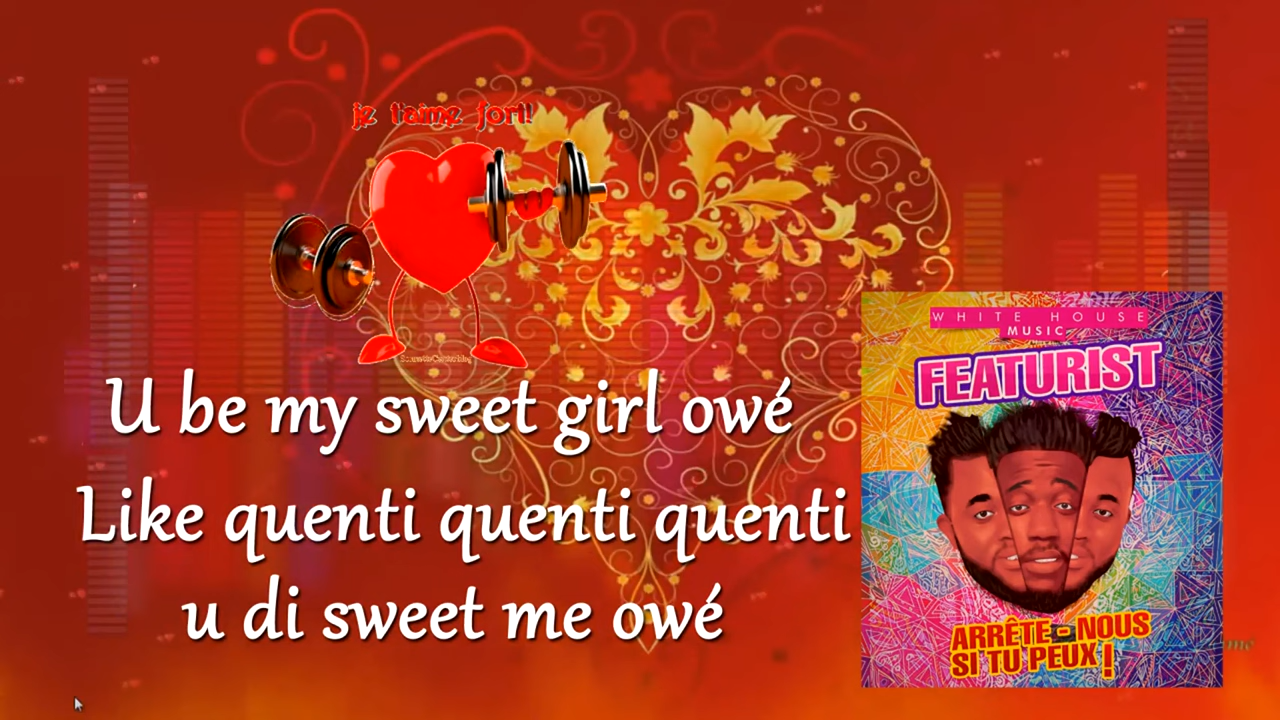 je t'aime fort!
U be my sweet girl owé
Like quenti quenti quenti
u di sweet me owé
WHITE HOUSE
MUSIC
FEATURIST
ARRÊTE-NOUS
SI TU PEUX !